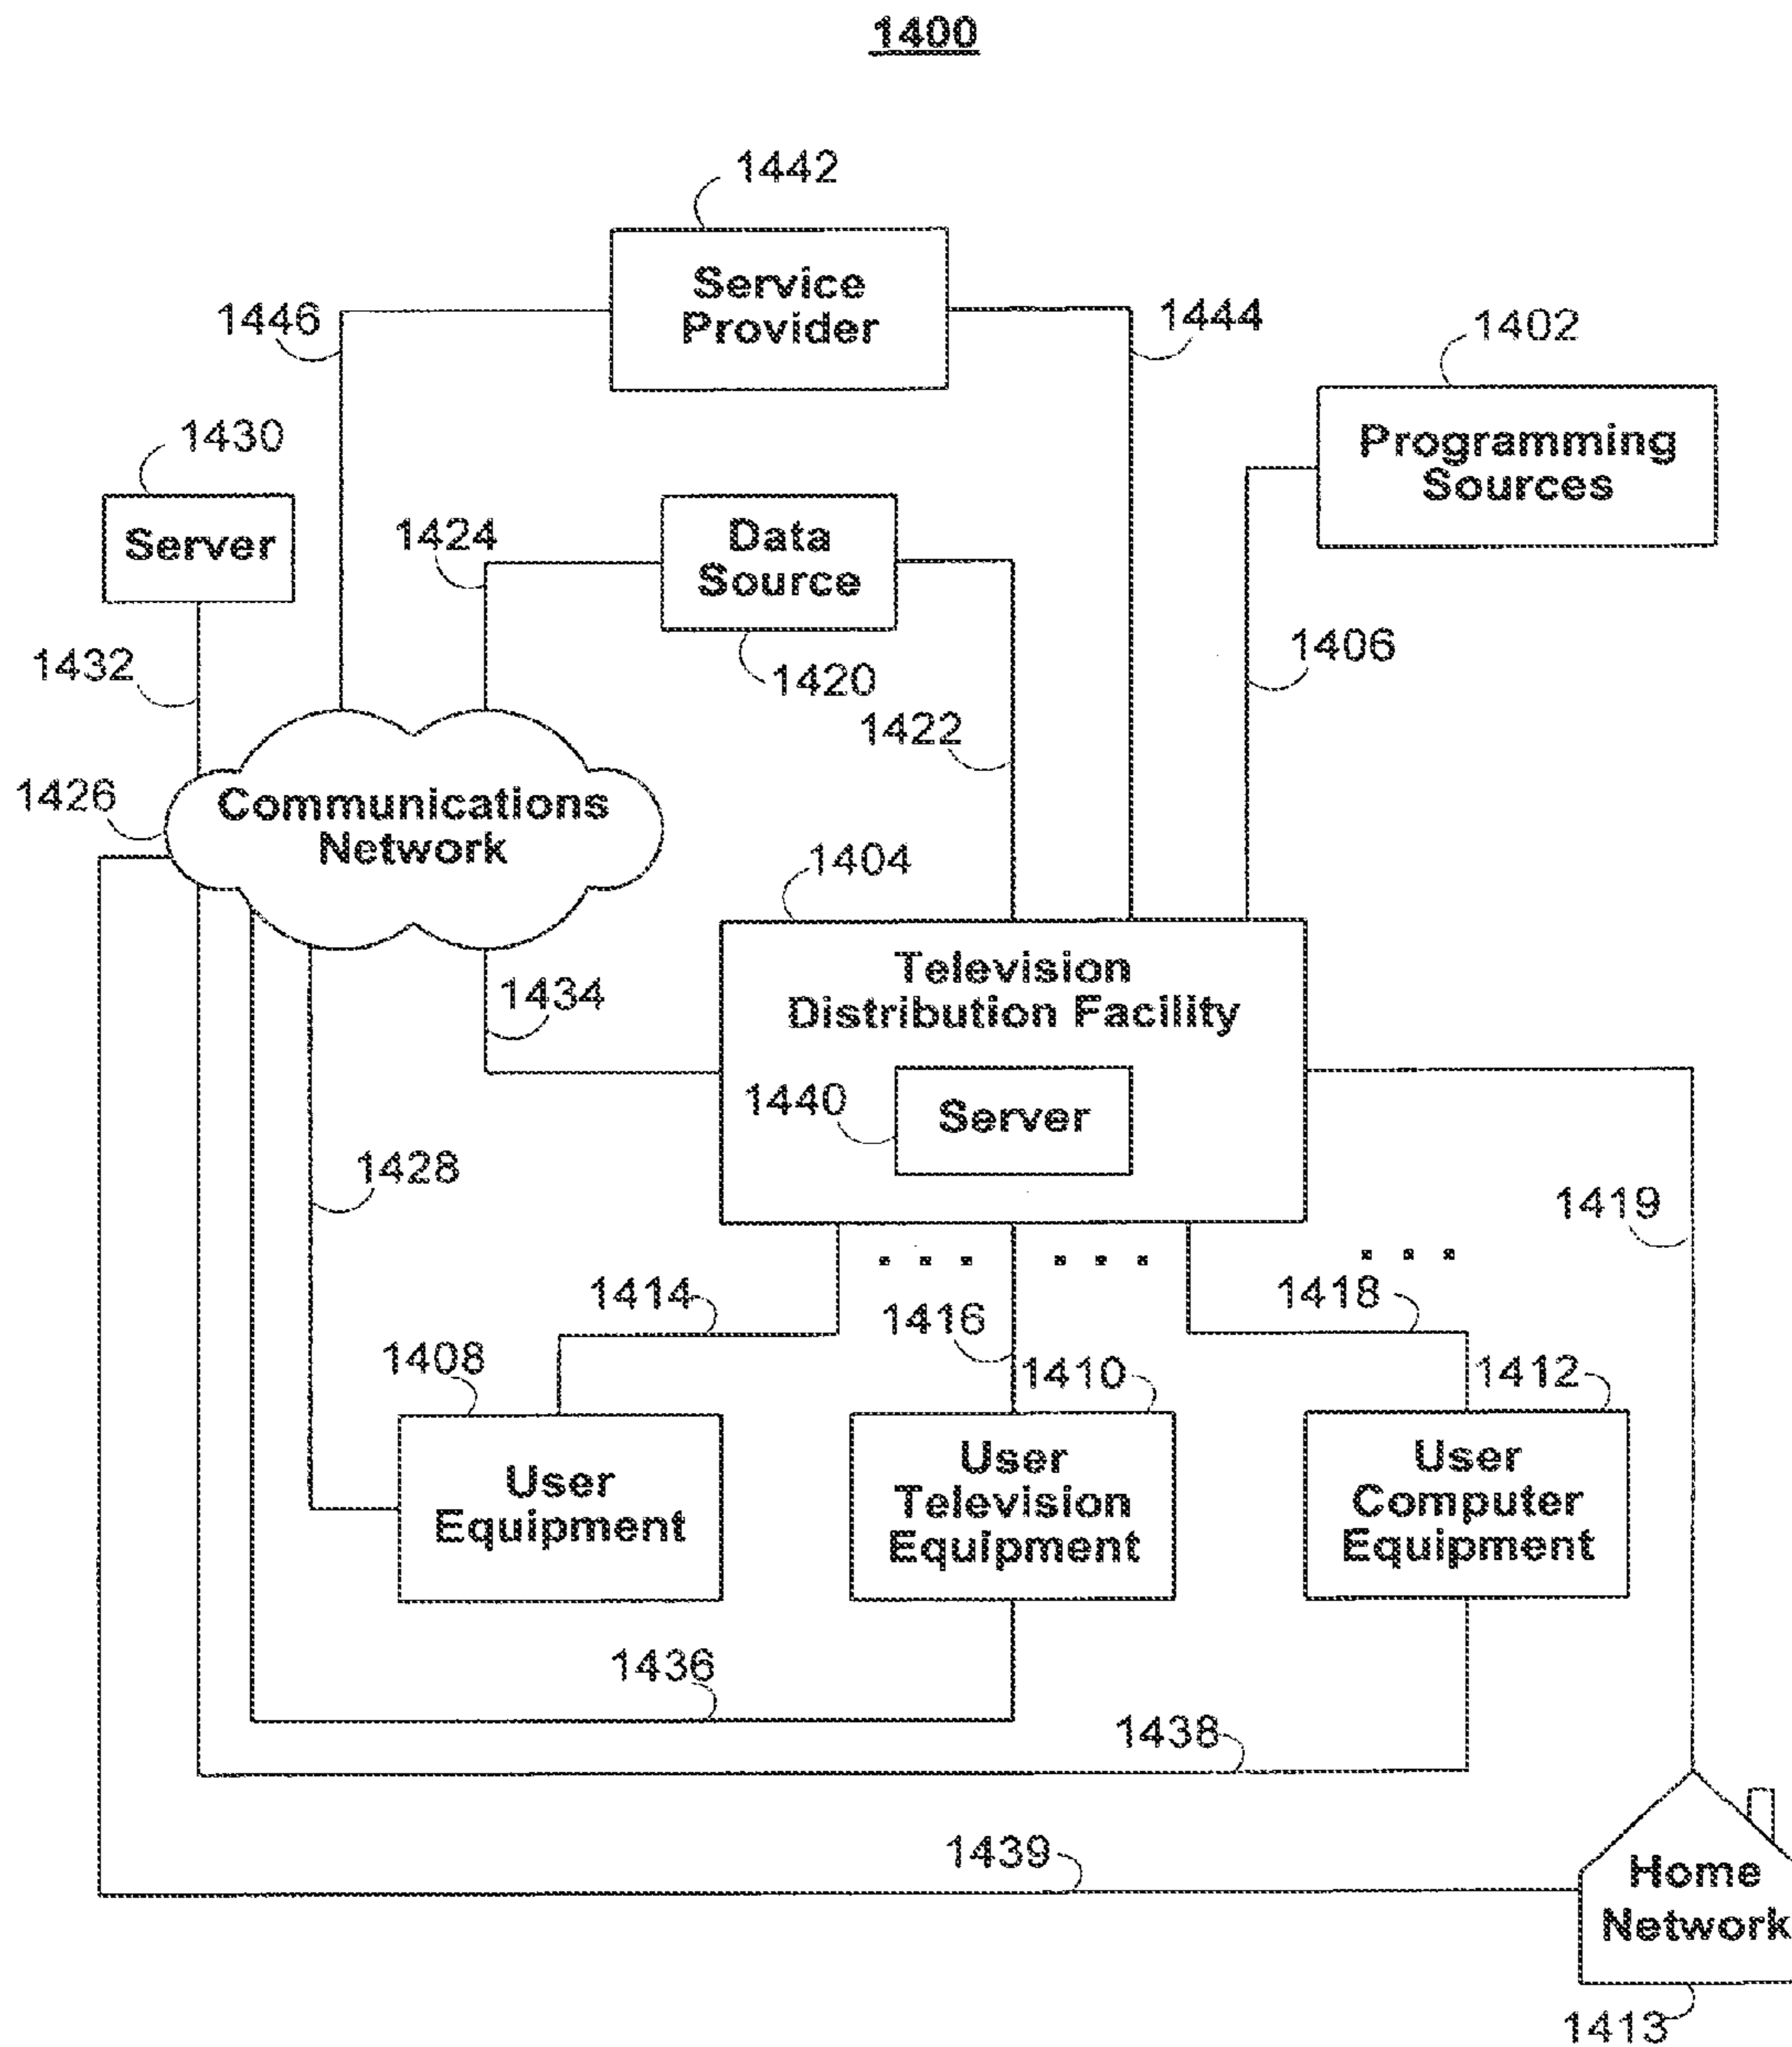 1400
1442
Service
Provider
1446
1444
1402
Programming
Sources
1430
Server
1424
Data
Source
1406
1432
1420
1422
1426
Communications
Network
1404
Television
Distribution Facility
1434
1440
Server
1428
1419
1414
1416
1418
1408
1410
1412
User
Equipment
User
Television
Equipment
User
Computer
Equipment
1436
1438
1439
Home
Network
1413